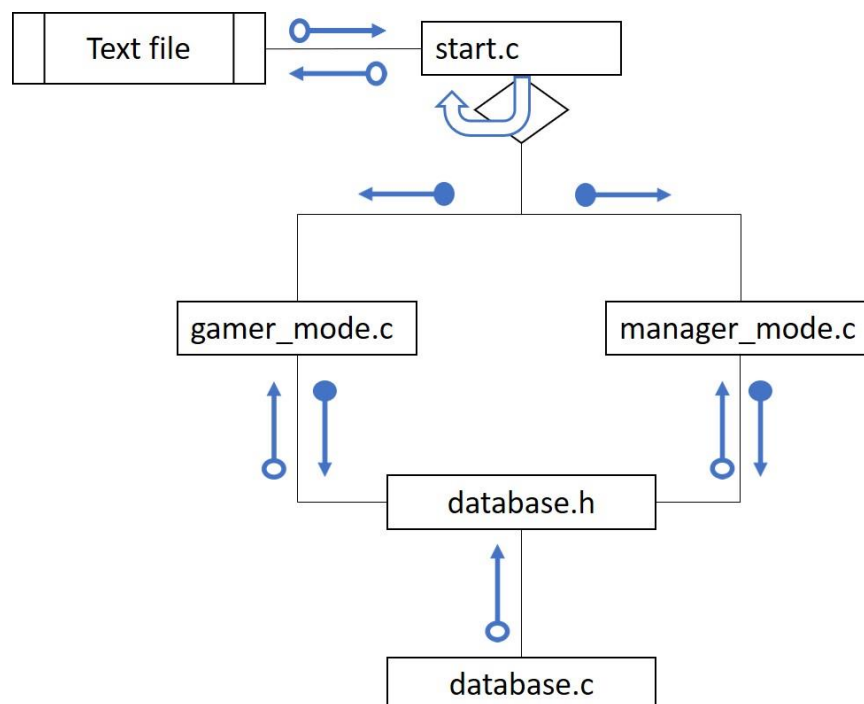 Text file
start.c
gamer_mode.c
manager_mode.c
database.h
database.c